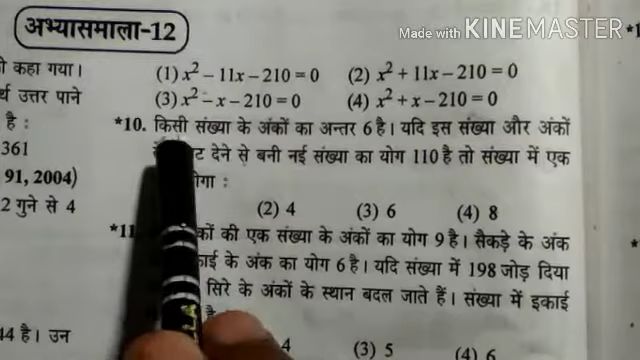 Made with KINEMASTER
अभ्यासमाला-12
कहा गया।
(1) x² – 11x – 210 = 0 (2) x² + 11x – 210 = 0
उत्तर पाने
(3) x² – x – 210 = 0 (4) x² + x – 210 = 0
है :
*10. किसी संख्या के अंकों का अन्तर 6 है। यदि इस संख्या और अंकों
361
देने से बनी नई संख्या का योग 110 है तो संख्या में एक
91, 2004)
2 गुने से 4
(2) 4 (3) 6 (4) 8
की एक संख्या के अंकों का योग 9 है। सैकड़े के अंक
के अंक का योग 6 है। यदि संख्या में 198 जोड़ दिया
सिरे के अंकों के स्थान बदल जाते हैं। संख्या में इकाई
44 है। उन
4 (3) 5 (4) 6